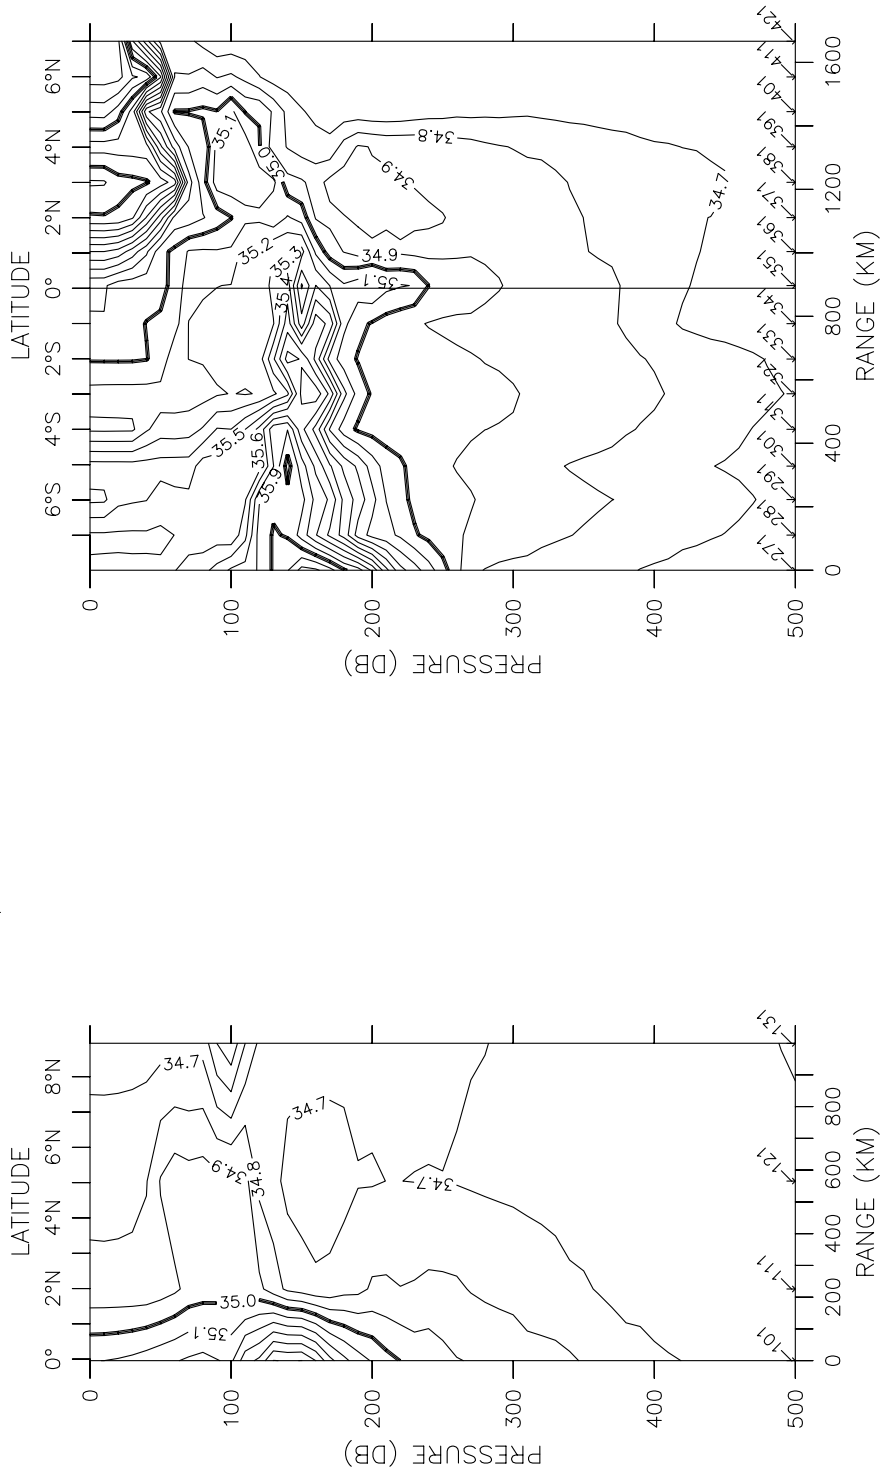 LATITUDE
6°S 4°S 2°S 0° 2°N 4°N 6°N
0
100
200
300
400
500
PRESSURE (DB)
35.1
35.0
34.9
34.8
34.7
35.2
35.3
35.4
34.9
35.1
35.5
35.6
35.9
271 281 291 301 311 321 331 341 351 361 371 381 391 401 411 421
0 400 800 1200 1600
RANGE (KM)
LATITUDE
0° 2°N 4°N 6°N 8°N
0
100
200
300
400
500
PRESSURE (DB)
34.7
34.9
34.8
34.7
34.7
35.0
35.1
101 111 121 131
0 200 400 600 800
RANGE (KM)